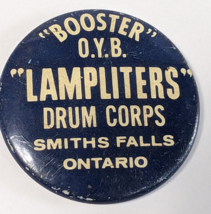 "BOOSTER"
O.Y.B.
"LAMPLITERS"
DRUM CORPS
SMITHS FALLS
ONTARIO